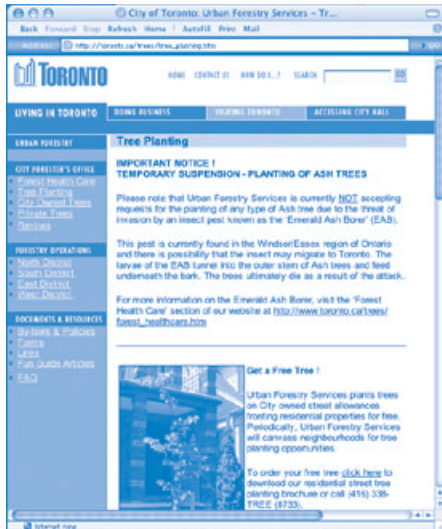 City of Toronto: Urban Forestry Services – Tr...
Back Forward Stop Refresh Home AutoFill Print Mail
Address: http://toronto.ca/trees/tree_planting.htm
TORONTO
HOME CONTACT US HOW DO I...? SEARCH GO
LIVING IN TORONTO DOING BUSINESS VISITING TORONTO ACCESSING CITY HALL
URBAN FORESTRY
Tree Planting
IMPORTANT NOTICE !
TEMPORARY SUSPENSION - PLANTING OF ASH TREES
Please note that Urban Forestry Services is currently NOT accepting
requests for the planting of any type of Ash tree due to the threat of
invasion by an insect pest known as the 'Emerald Ash Borer' (EAB).
This pest is currently found in the Windsor/Essex region of Ontario
and there is possibility that the insect may migrate to Toronto. The
larvae of the EAB tunnel into the outer stem of Ash trees and feed
underneath the bark. The trees ultimately die as a result of the attack.
For more information on the Emerald Ash Borer, visit the 'Forest
Health Care' section of our website at http://www.toronto.ca/trees/
forest_healthcare.htm
CITY FORESTER'S OFFICE
Forest Health Care
Tree Planting
City Owned Trees
Private Trees
Ravines
FORESTRY OPERATIONS
North District
South District
East District
West District
DOCUMENTS & RESOURCES
By-laws & Policies
Forms
Links
Fun Guide Articles
FAQ
Get a Free Tree !
Urban Forestry Services plants trees
on City owned street allowances
fronting residential properties for free.
Periodically, Urban Forestry Services
will canvass neighbourhoods for tree
planting opportunities.
To order your free tree click here to
download our residential street tree
planting brochure or call (416) 338-
TREE (8733).
Internet zone